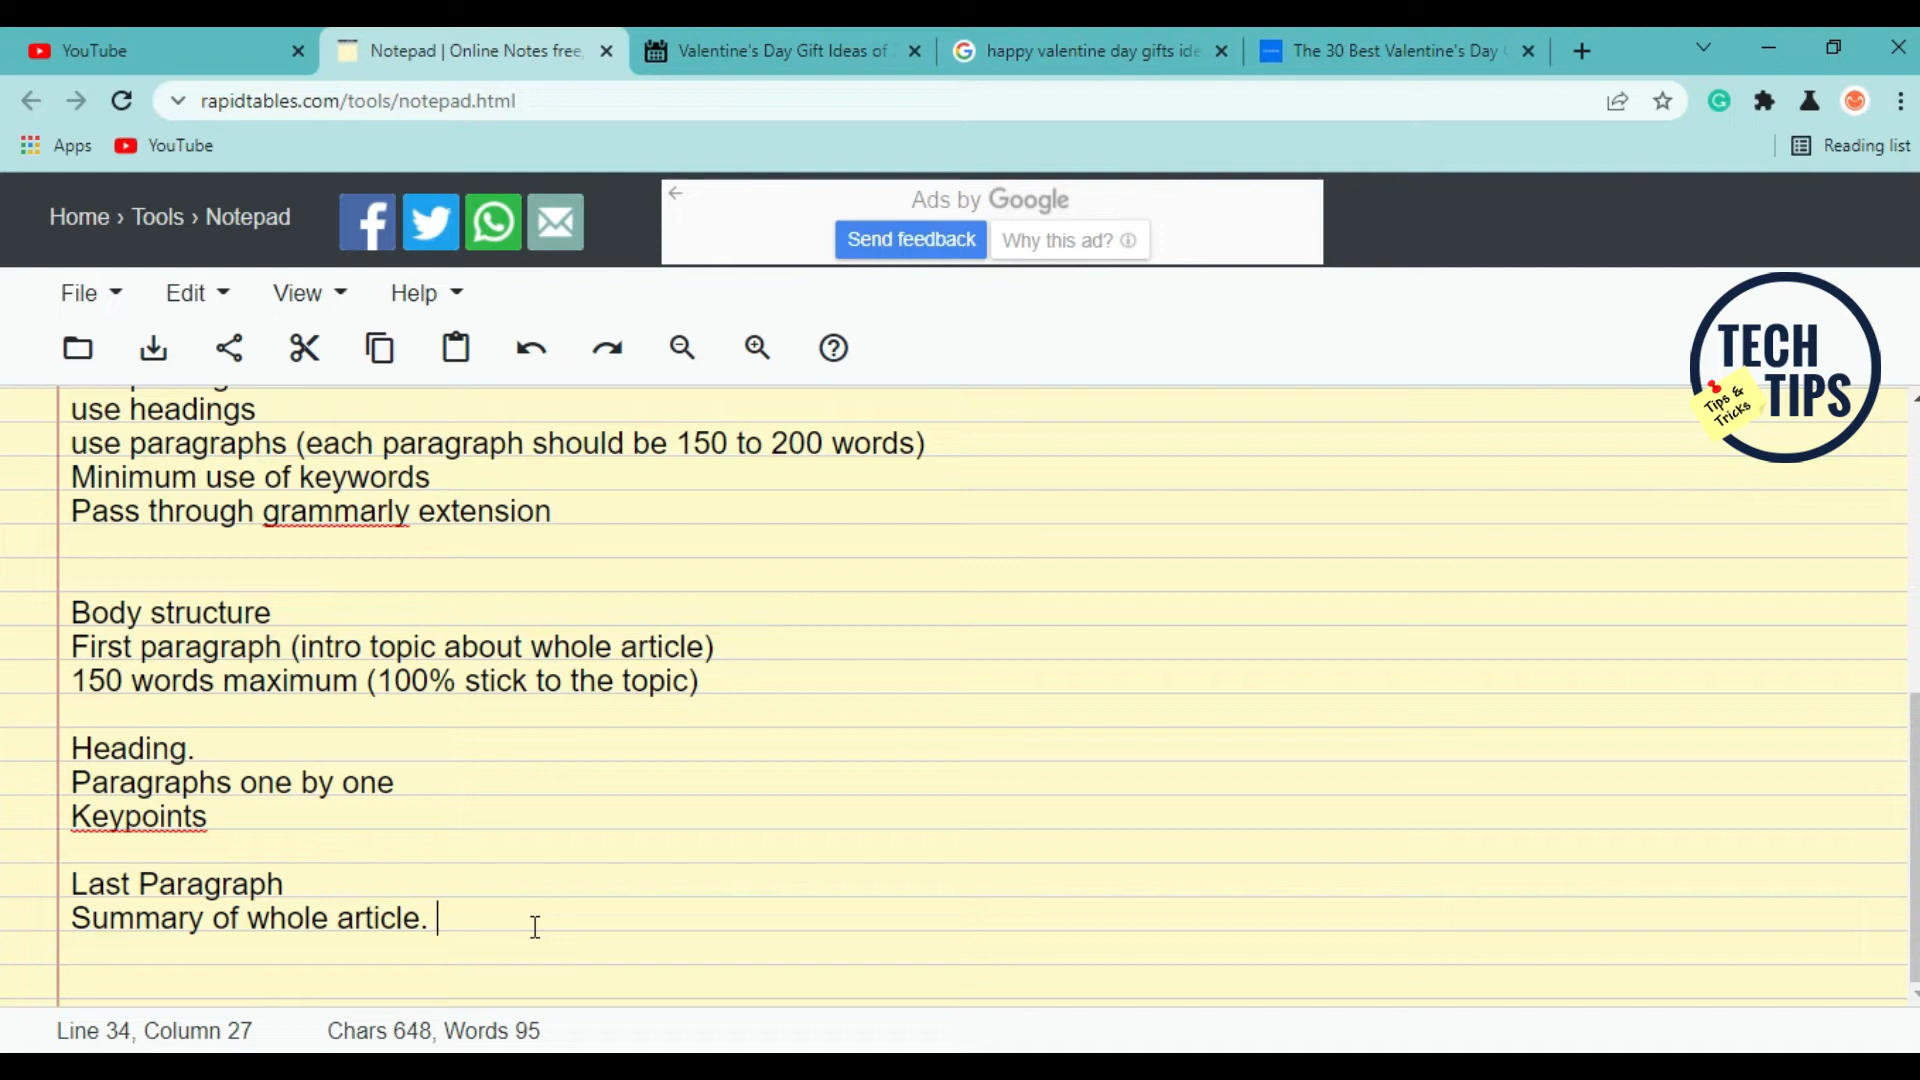 YouTube
Notepad | Online Notes free
Valentine's Day Gift Ideas of
happy valentine day gifts ide
The 30 Best Valentine's Day
rapidtables.com/tools/notepad.html
Apps
YouTube
Reading list
Home › Tools › Notepad
Ads by Google
Send feedback
Why this ad?
File
Edit
View
Help
TECH
TIPS
Tips &
Tricks
use headings
use paragraphs (each paragraph should be 150 to 200 words)
Minimum use of keywords
Pass through grammarly extension
Body structure
First paragraph (intro topic about whole article)
150 words maximum (100% stick to the topic)
Heading.
Paragraphs one by one
Keypoints
Last Paragraph
Summary of whole article.
Line 34, Column 27
Chars 648, Words 95